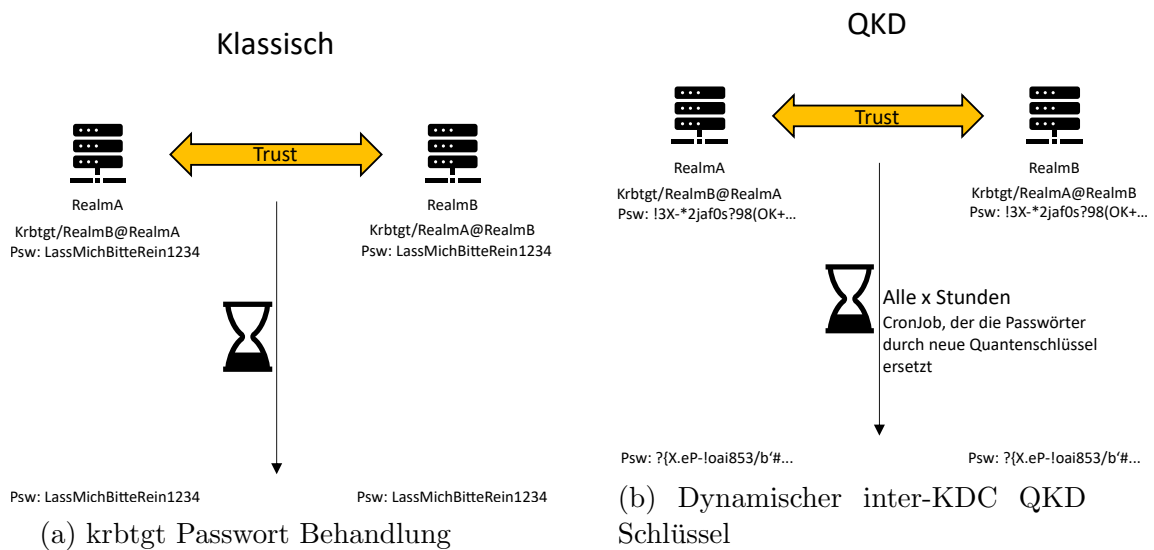 Klassisch
Trust
RealmA
RealmB
Krbtgt/RealmB@RealmA
Psw: LassMichBitteRein1234
Krbtgt/RealmA@RealmB
Psw: LassMichBitteRein1234
Psw: LassMichBitteRein1234
Psw: LassMichBitteRein1234
(a) krbtgt Passwort Behandlung
QKD
Trust
RealmA
RealmB
Krbtgt/RealmB@RealmA
Psw: !3X-*2jaf0s?98(OK+...
Krbtgt/RealmA@RealmB
Psw: !3X-*2jaf0s?98(OK+...
Alle x Stunden
CronJob, der die Passwörter
durch neue Quantenschlüssel
ersetzt
Psw: ?{X.eP-!oai853/b‘#...
Psw: ?{X.eP-!oai853/b‘#...
(b) Dynamischer inter-KDC QKD
Schlüssel